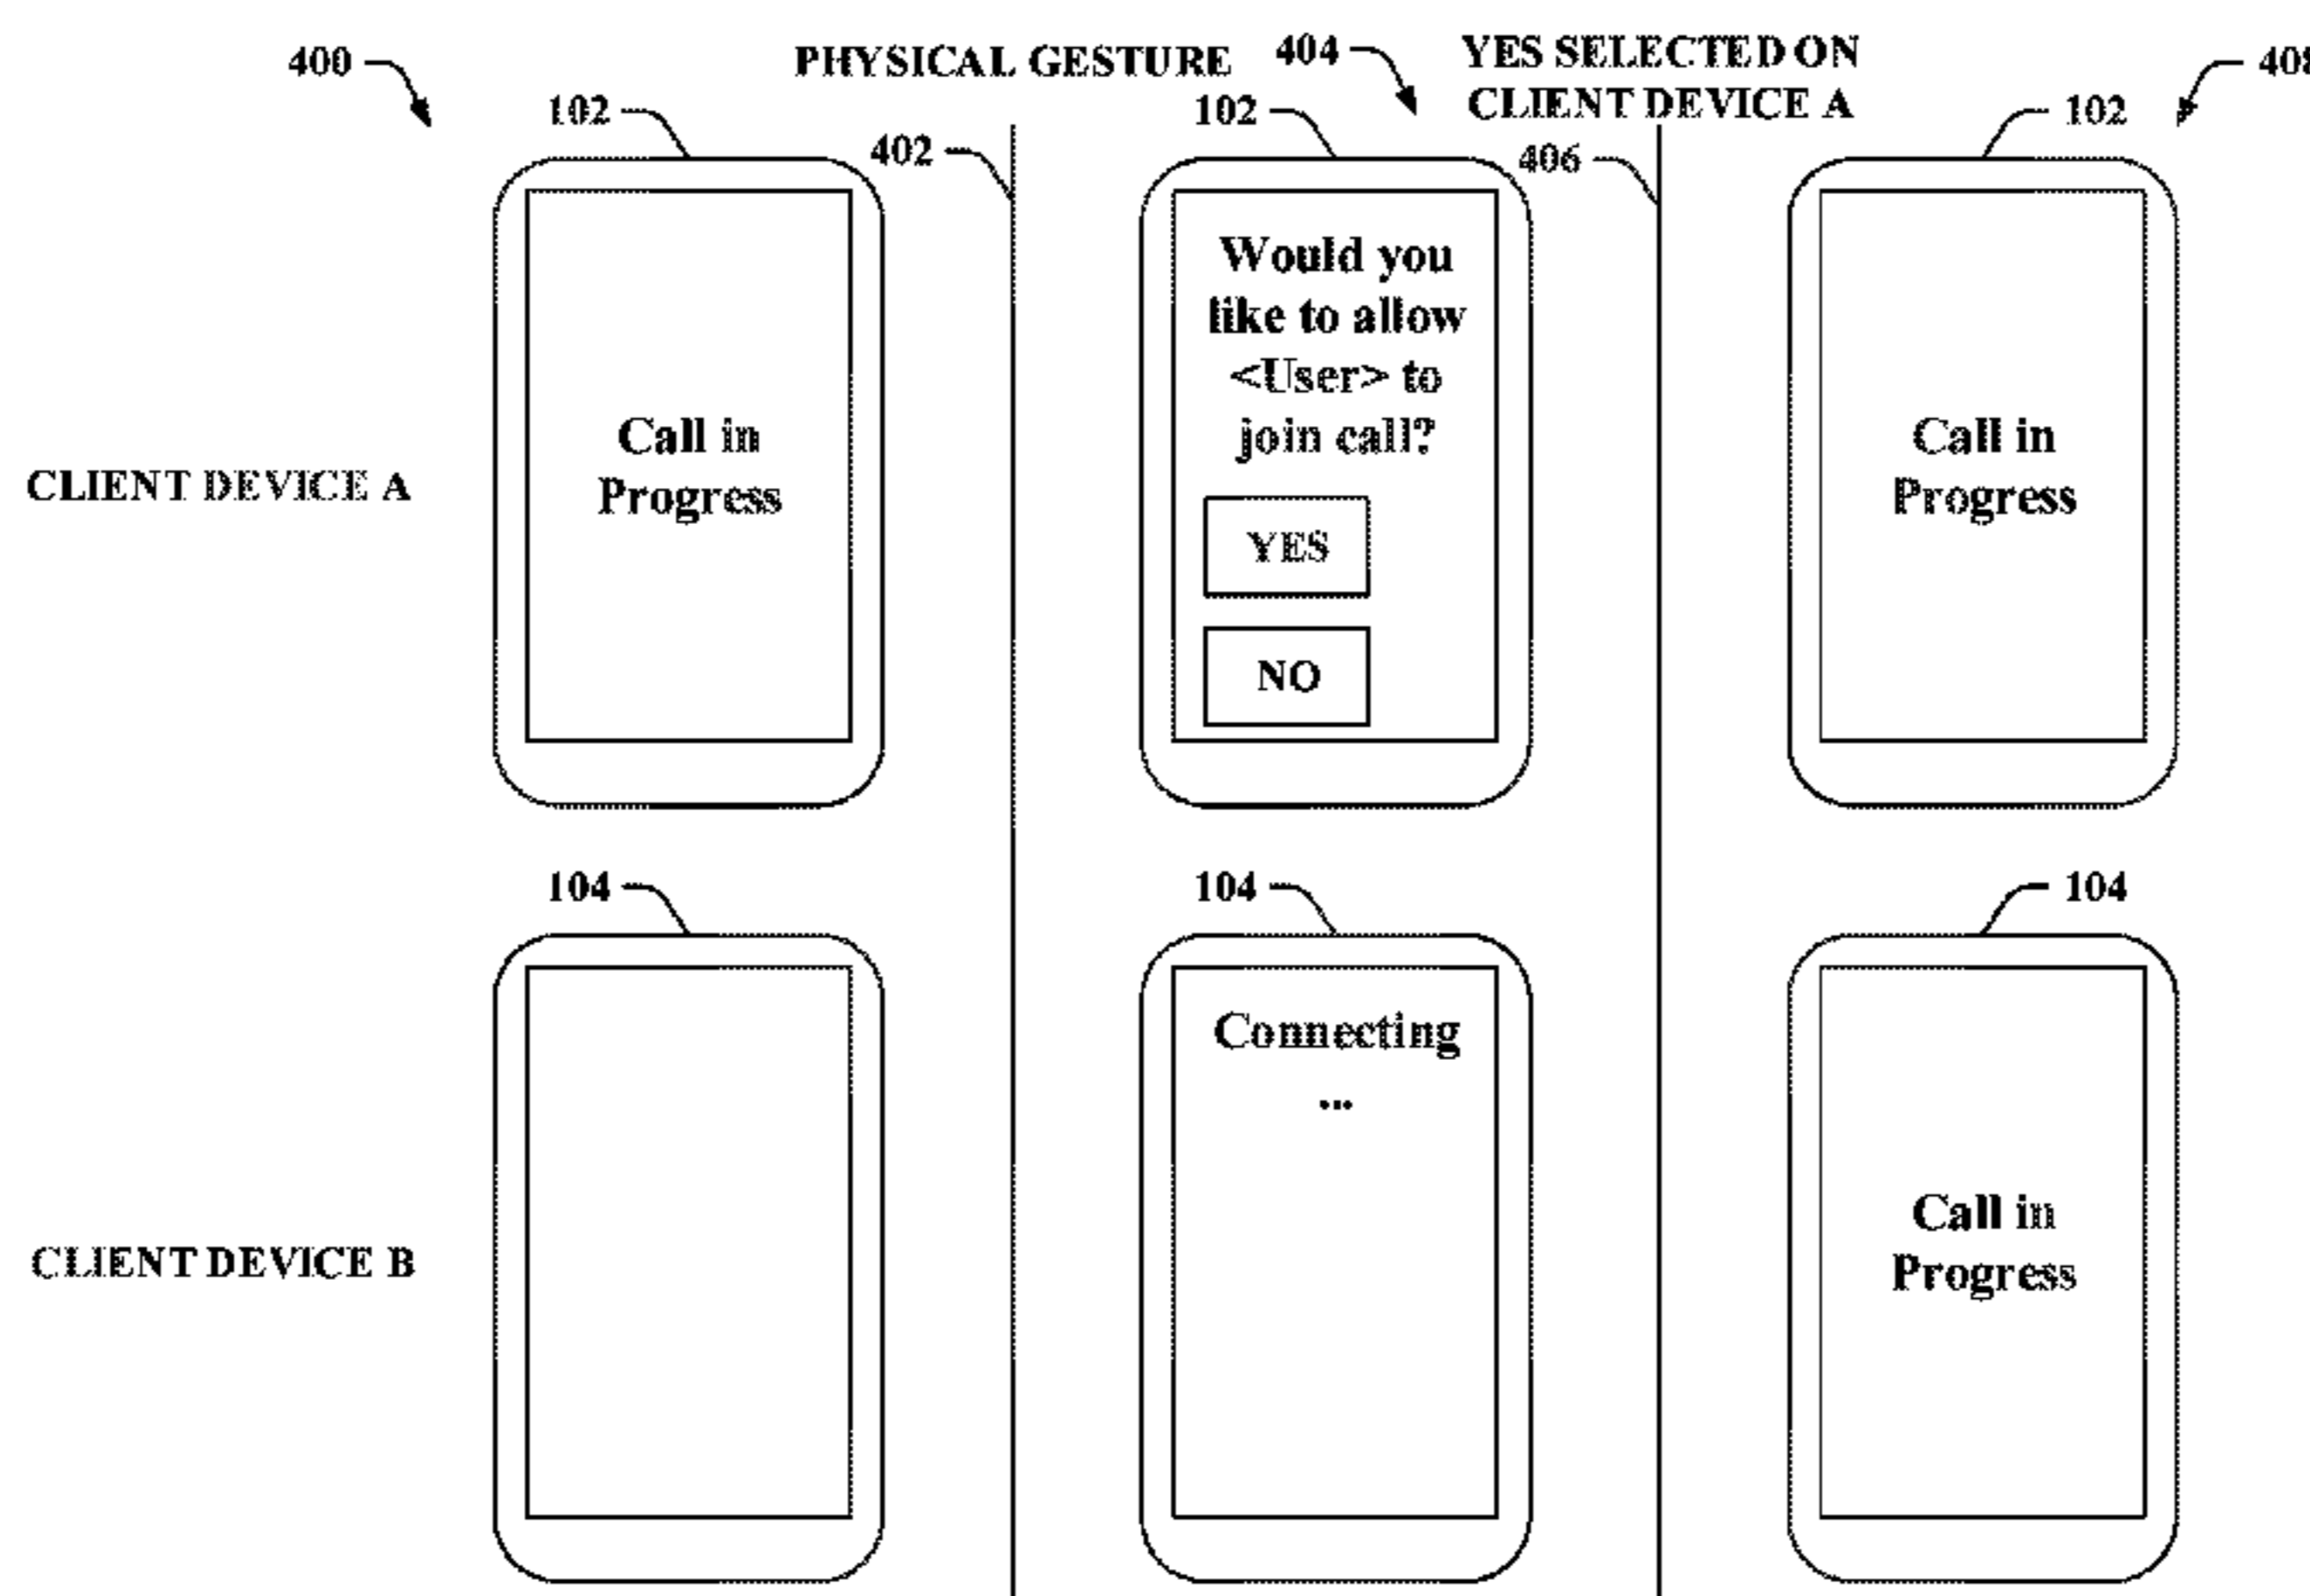 400
PHYSICAL GESTURE
404
YES SELECTED ON
CLIENT DEVICE A
408
102
402
102
406
102
CLIENT DEVICE A
Call in
Progress
Would you
like to allow
<User> to
join call?
YES
NO
Call in
Progress
104
104
104
CLIENT DEVICE B
Connecting
...
Call in
Progress